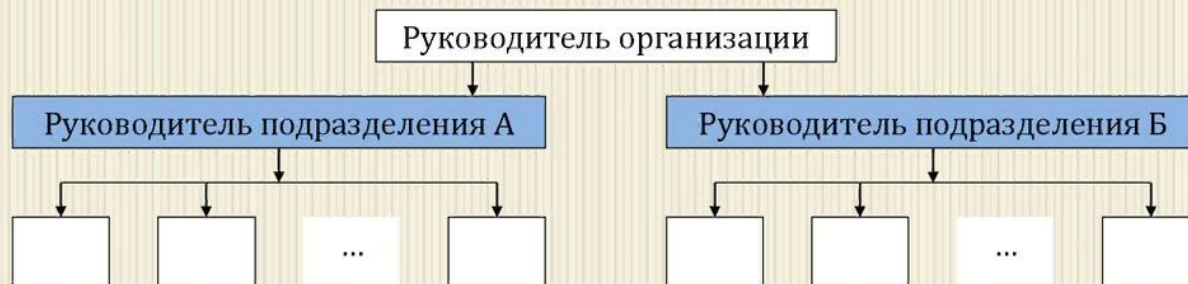 Руководитель организации
Руководитель подразделения А
Руководитель подразделения Б
...
...